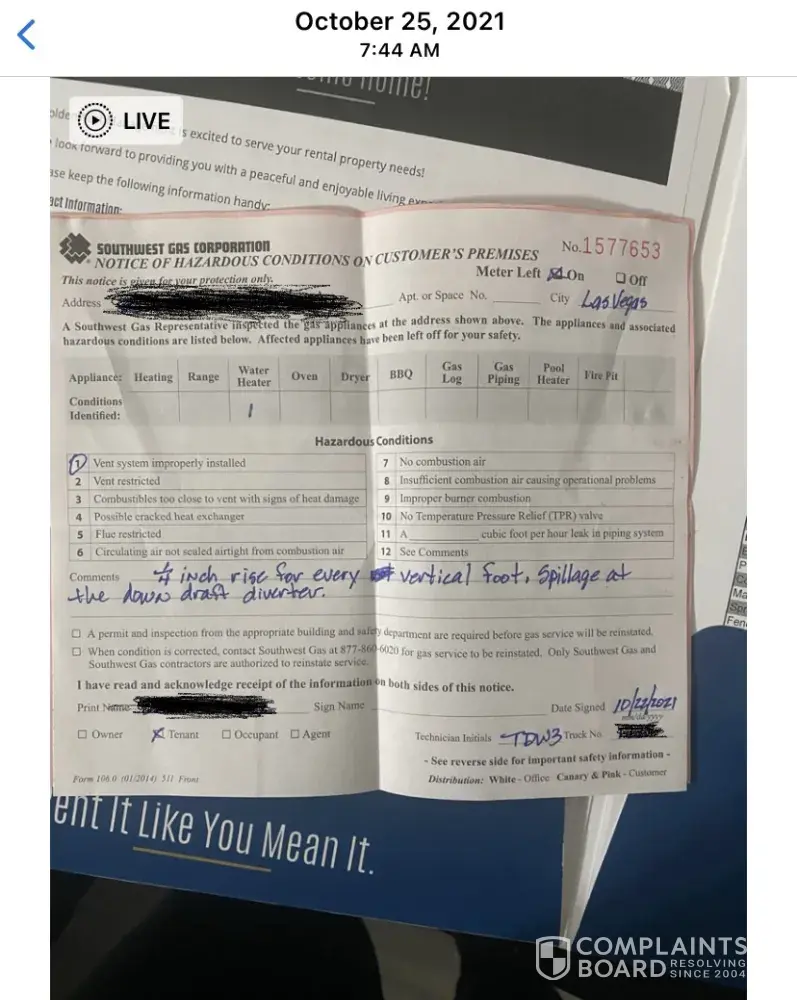 October 25, 2021
7:44 AM
LIVE
is excited to serve your rental property needs!
look forward to providing you with a peaceful and enjoyable living
keep the following information handy:
Information:
SOUTHWEST GAS CORPORATION
NOTICE OF HAZARDOUS CONDITIONS ON CUSTOMER'S PREMISES No. 1577653
This notice is given for your protection only. Meter Left On Off
Address Apt. or Space No. City Las Vegas
A Southwest Gas Representative inspected the gas appliances at the address shown above. The appliances and associated
hazardous conditions are listed below. Affected appliances have been left off for your safety.
Appliance: Heating Range Water Heater Oven Dryer BBQ Gas Log Gas Piping Pool Heater Fire Pit
Conditions Identified: 1
Hazardous Conditions
1 Vent system improperly installed
2 Vent restricted
3 Combustibles too close to vent with signs of heat damage
4 Possible cracked heat exchanger
5 Flue restricted
6 Circulating air not sealed airtight from combustion air
7 No combustion air
8 Insufficient combustion air causing operational problems
9 Improper burner combustion
10 No Temperature Pressure Relief (TPR) valve
11 A cubic foot per hour leak in piping system
12 See Comments
Comments 1/4 inch rise for every vertical foot. Spillage at
the down draft diverter.
A permit and inspection from the appropriate building and safety department are required before gas service will be reinstated.
When condition is corrected, contact Southwest Gas at 877-860-6020 for gas service to be reinstated. Only Southwest Gas and
Southwest Gas contractors are authorized to reinstate service.
I have read and acknowledge receipt of the information on both sides of this notice.
Print Name Sign Name Date Signed 10/22/2021
mm/dd/yyyy
Owner Tenant Occupant Agent Technician Initials TDW3 Truck No.
- See reverse side for important safety information -
Form 106.0 (01/2014) 511 Front Distribution: White - Office Canary & Pink - Customer
ent It Like You Mean It.
COMPLAINTS
BOARD
RESOLVING
SINCE 2004